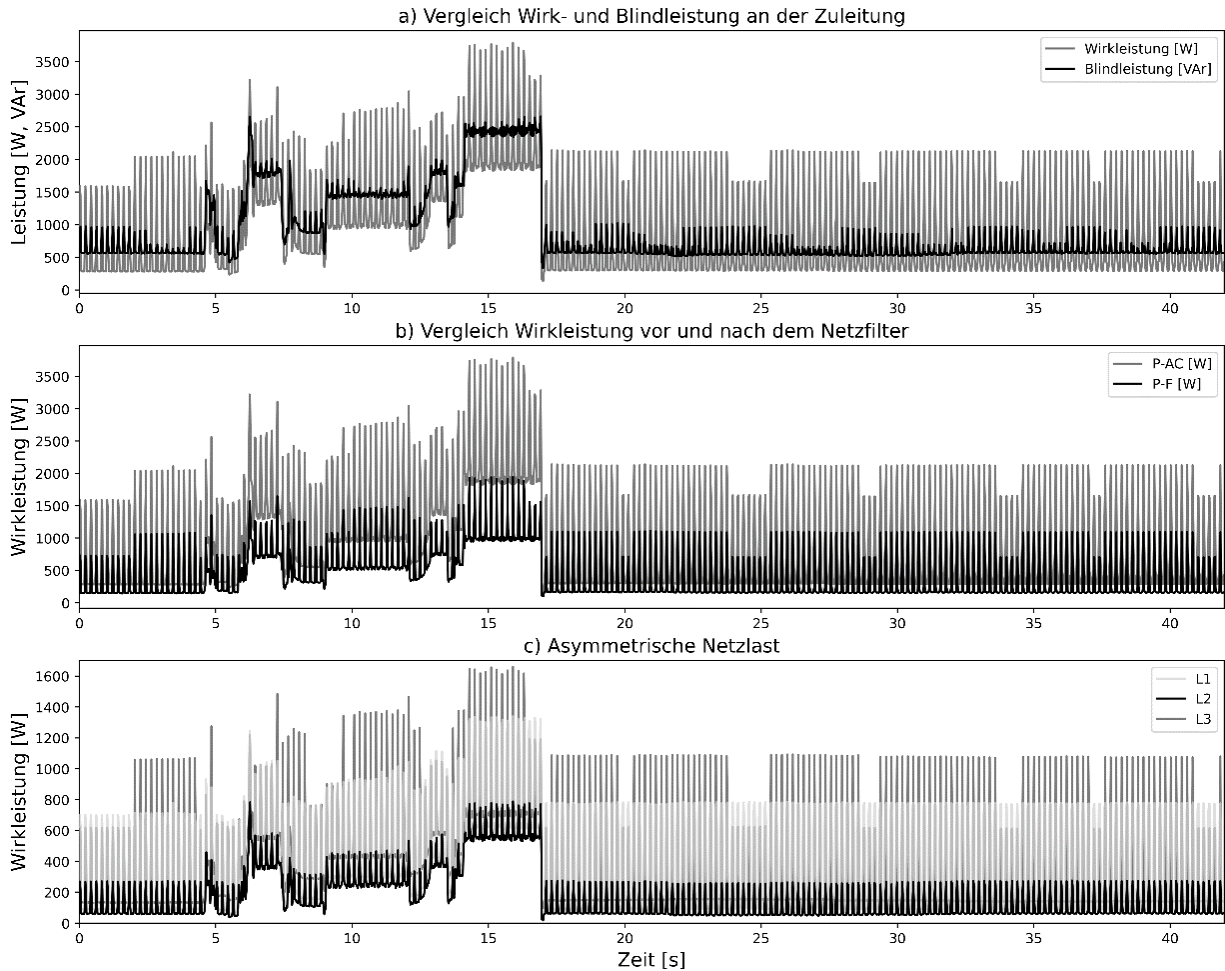 a) Vergleich Wirk- und Blindleistung an der Zuleitung
Leistung [W, VAr]
3500
3000
2500
2000
1500
1000
500
0
Wirkleistung [W]
Blindleistung [VAr]
0 5 10 15 20 25 30 35 40
b) Vergleich Wirkleistung vor und nach dem Netzfilter
Wirkleistung [W]
3500
3000
2500
2000
1500
1000
500
0
P-AC [W]
P-F [W]
0 5 10 15 20 25 30 35 40
c) Asymmetrische Netzlast
Wirkleistung [W]
1600
1400
1200
1000
800
600
400
200
0
L1
L2
L3
0 5 10 15 20 25 30 35 40
Zeit [s]